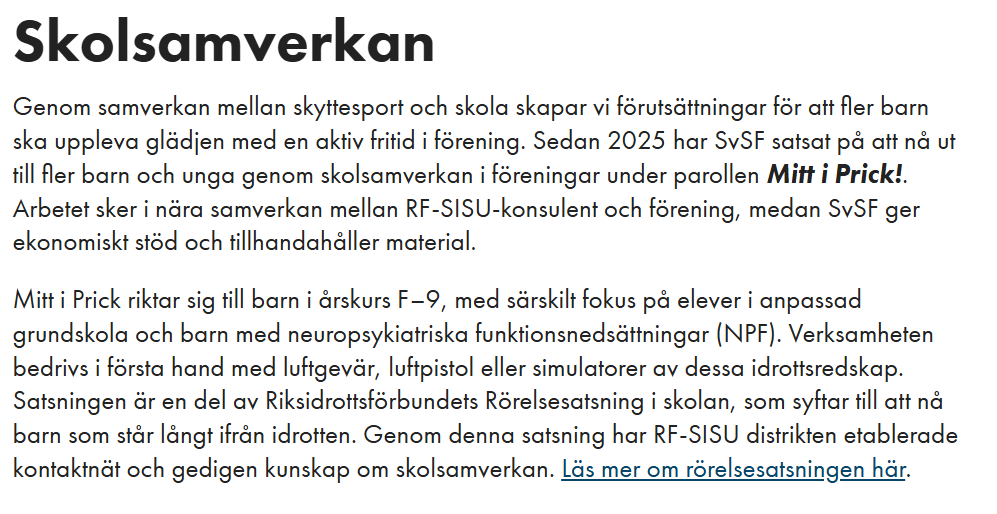 Skolsamverkan
Genom samverkan mellan skyttesport och skola skapar vi förutsättningar för att fler barn
ska uppleva glädjen med en aktiv fritid i förening. Sedan 2025 har SvSF satsat på att nå ut
till fler barn och unga genom skolsamverkan i föreningar under parollen Mitt i Prick!.
Arbetet sker i nära samverkan mellan RF-SISU-konsulent och förening, medan SvSF ger
ekonomiskt stöd och tillhandahåller material.
Mitt i Prick riktar sig till barn i årskurs F–9, med särskilt fokus på elever i anpassad
grundskola och barn med neuropsykiatriska funktionsnedsättningar (NPF). Verksamheten
bedrivs i första hand med luftgevär, luftpistol eller simulatorer av dessa idrottsredskap.
Satsningen är en del av Riksidrottsförbundets Rörelsesatsning i skolan, som syftar till att nå
barn som står långt ifrån idrotten. Genom denna satsning har RF-SISU distrikten etablerade
kontaktnät och gedigen kunskap om skolsamverkan. Läs mer om rörelsesatsningen här.